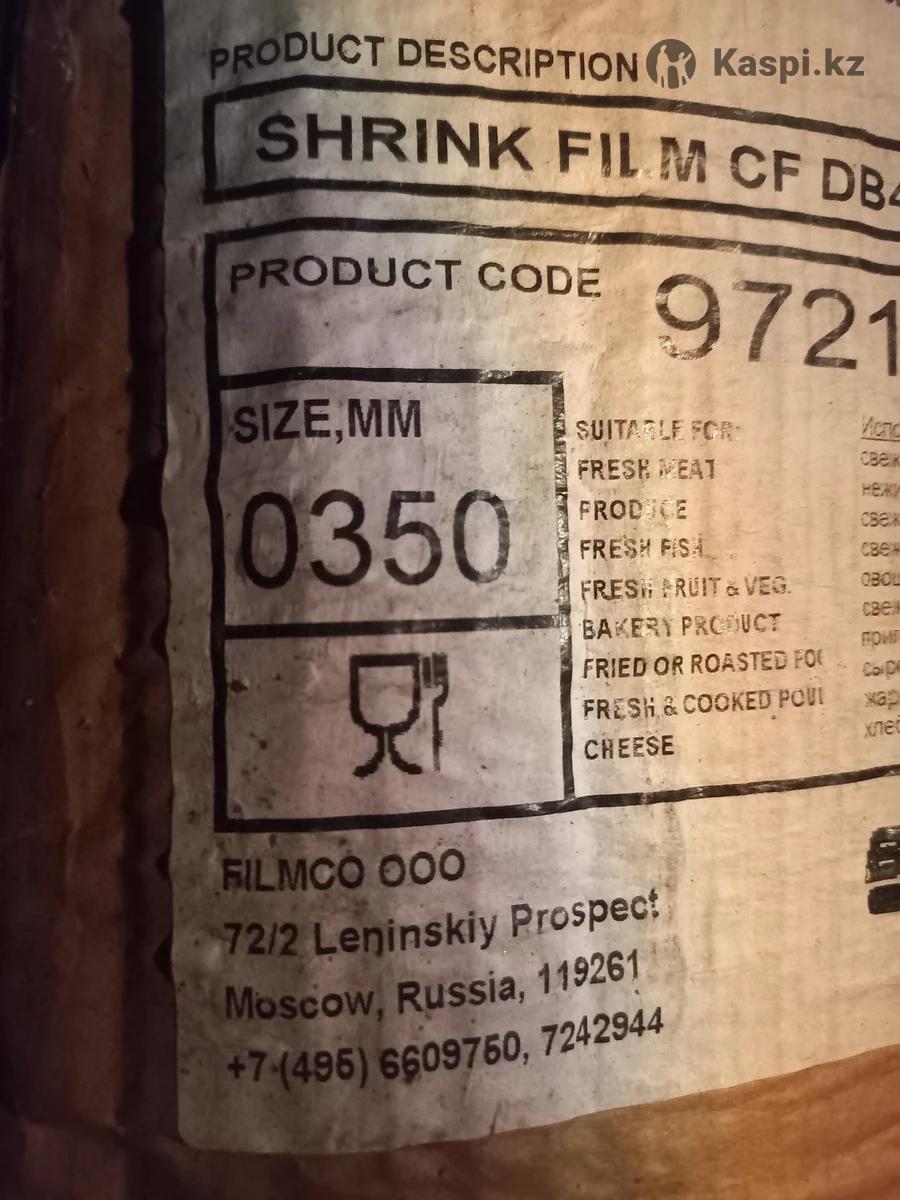 PRODUCT DESCRIPTION
Kaspi.kz
SHRINK FILM CF DB4
PRODUCT CODE 9721
SIZE,MM
0350
SUITABLE FOR:
FRESH MEAT
PRODUCE
FRESH FISH
FRESH FRUIT & VEG.
BAKERY PRODUCT
FRIED OR ROASTED
FRESH & COOKED
CHEESE
FILMCO OOO
72/2 Leninskiy Prospect
Moscow, Russia, 119261
+7 (495) 6609750, 7242944